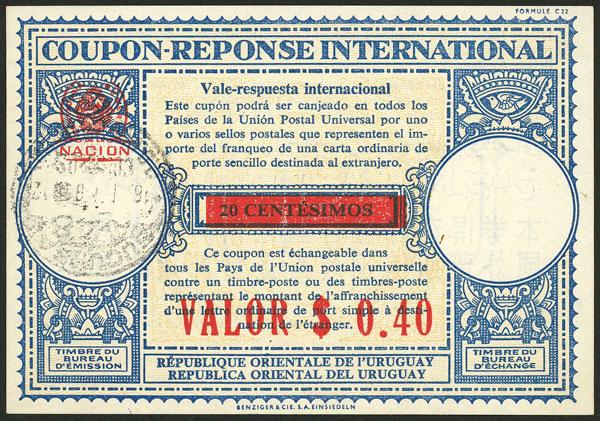 FORMULE C 22
COUPON-REPONSE INTERNATIONAL
Vale-respuesta internacional
Este cupón podrá ser canjeado en todos los
Países de la Unión Postal Universal por uno
o varios sellos postales que representen el im-
porte del franqueo de una carta ordinaria de
porte sencillo destinada al extranjero.
NACION
20 CENTÉSIMOS
Ce coupon est échangeable dans
tous les Pays de l'Union postale universelle
contre un timbre-poste ou des timbres-poste
représentant le montant de l'affranchissement
d'une lettre ordinaire de port simple à desti-
nation de l'étranger.
VALOR $ 0.40
TIMBRE DU
BUREAU
D'ÉMISSION
TIMBRE DU
BUREAU
D'ÉCHANGE
RÉPUBLIQUE ORIENTALE DE l'URUGUAY
REPUBLICA ORIENTAL DEL URUGUAY
BENZIGER & CIE. S.A. EINSIEDELN